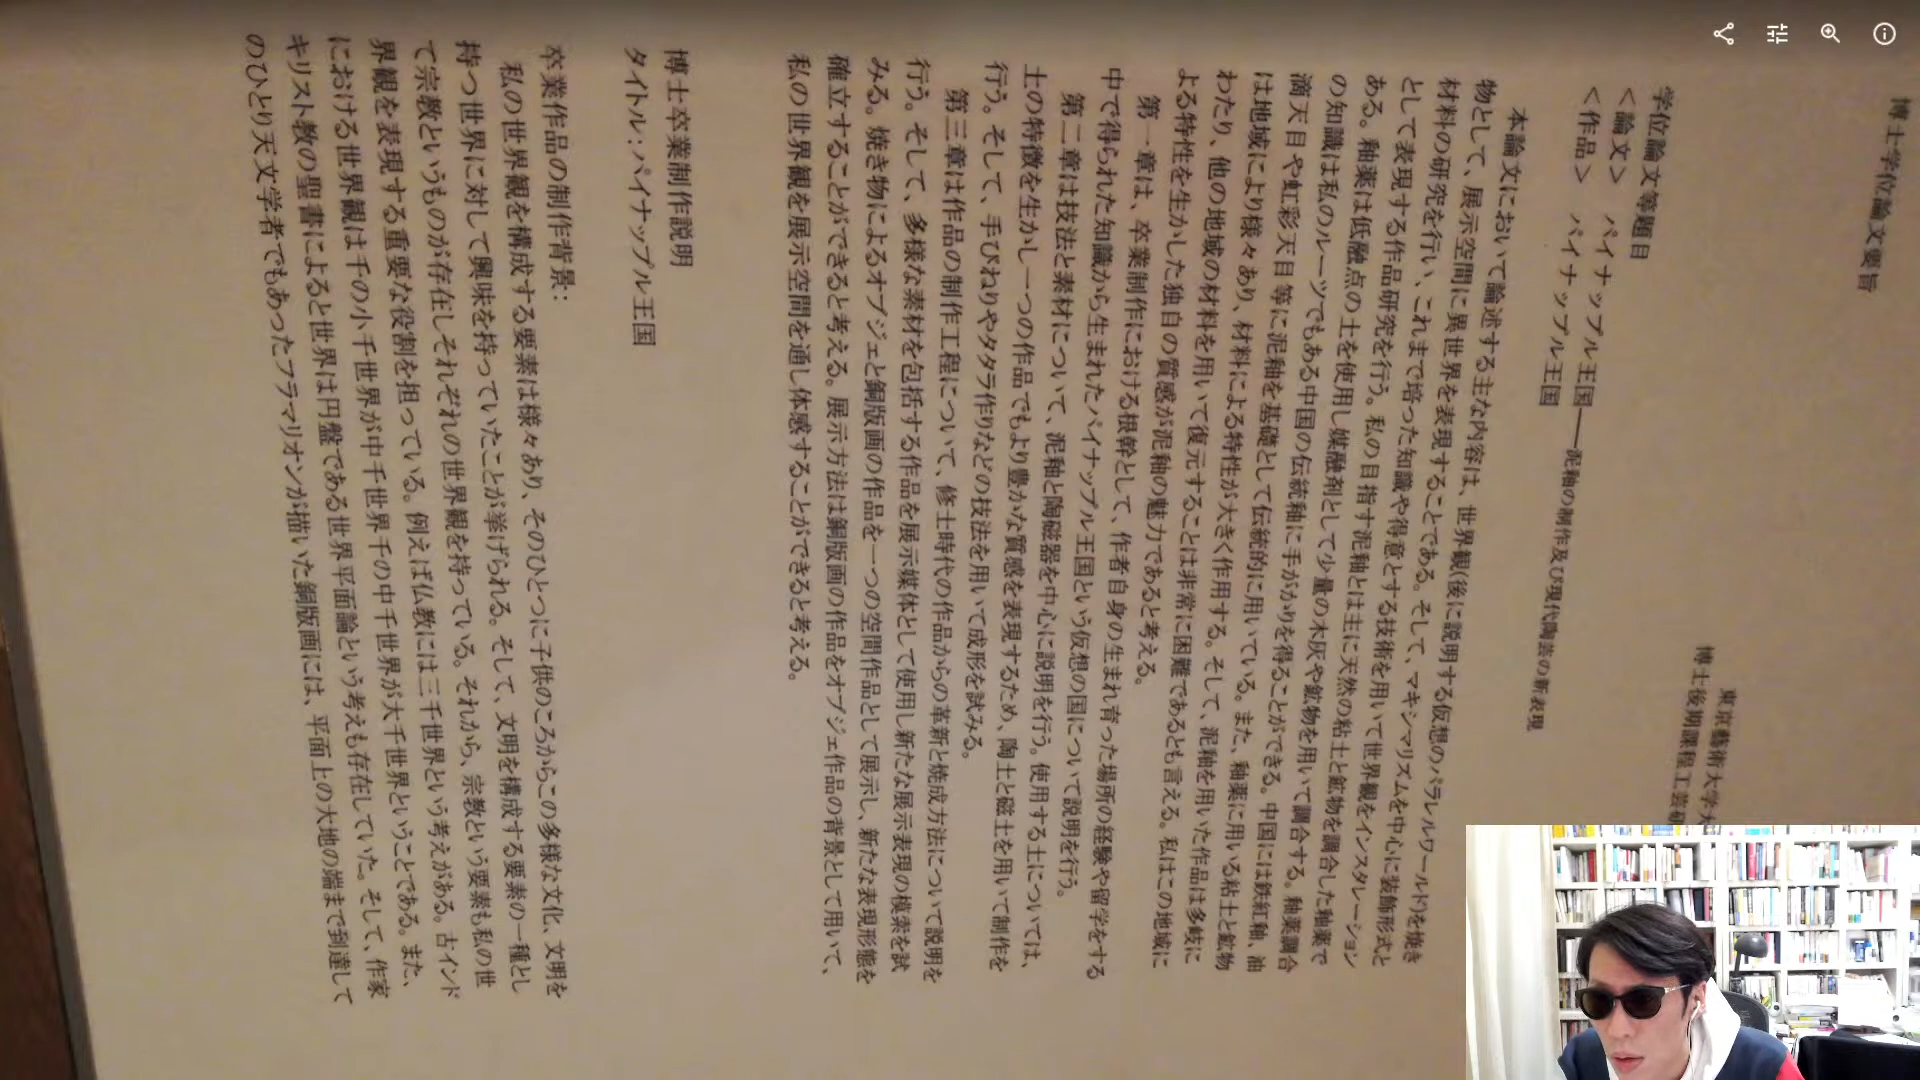 博士学位論文要旨
東京藝術大学大
博士後期課程工芸研
学位論文等題目
<論文> パイナップル王国――泥釉の制作及び現代陶芸の新表現
<作品> パイナップル王国
本論文において論述する主な内容は、世界観(後に説明する仮想のパラレルワールド)を焼き
物として、展示空間に異世界を表現することである。そして、マキシマリズムを中心に装飾形式と
材料の研究を行い、これまで培った知識や得意とする技術を用いて世界観をインスタレーション
として表現する作品研究を行う。私の目指す泥釉とは主に天然の粘土と鉱物を調合した釉薬で
ある。釉薬は低融点の土を使用し媒融剤として少量の木灰や鉱物を用いて調合する。釉薬調合
の知識は私のルーツでもある中国の伝統釉に手がかりを得ることができる。中国には鉄紅釉、油
滴天目や虹彩天目等に泥釉を基礎として伝統的に用いている。また、釉薬に用いる粘土と鉱物
は地域により様々あり、材料による特性が大きく作用する。そして、泥釉を用いた作品は多岐に
わたり、他の地域の材料を用いて復元することは非常に困難であるとも言える。私はこの地域に
よる特性を生かした独自の質感が泥釉の魅力であると考える。
第一章は、卒業制作における根幹として、作者自身の生まれ育った場所の経験や留学をする
中で得られた知識から生まれたパイナップル王国という仮想の国について説明を行う。
第二章は技法と素材について、泥釉と陶磁器を中心に説明を行う。使用する土については、
土の特徴を生かし一つの作品でもより豊かな質感を表現するため、陶土と磁土を用いて制作を
行う。そして、手びねりやタタラ作りなどの技法を用いて成形を試みる。
第三章は作品の制作工程について、修士時代の作品からの革新と焼成方法について説明を
行う。そして、多様な素材を包括する作品を展示媒体として使用し新たな展示表現の模索を試
みる。焼き物によるオブジェと銅版画の作品を一つの空間作品として展示し、新たな表現形態を
確立することができると考える。展示方法は銅版画の作品をオブジェ作品の背景として用いて、
私の世界観を展示空間を通し体感することができると考える。
博士卒業制作説明
タイトル:パイナップル王国
卒業作品の制作背景:
私の世界観を構成する要素は様々あり、そのひとつに子供のころからこの多様な文化、文明を
持つ世界に対して興味を持っていたことが挙げられる。そして、文明を構成する要素の一種とし
て宗教というものが存在しそれぞれの世界観を持っている。それから、宗教という要素も私の世
界観を表現する重要な役割を担っている。例えば仏教には三千世界という考えがある。古インド
における世界観は千の小千世界が中千世界千の中千世界が大千世界ということである。また、
キリスト教の聖書によると世界は円盤である世界平面論という考えも存在していた。そして、作家
のひとり天文学者でもあったフラマリオンが描いた銅版画には、平面上の大地の端まで到達して